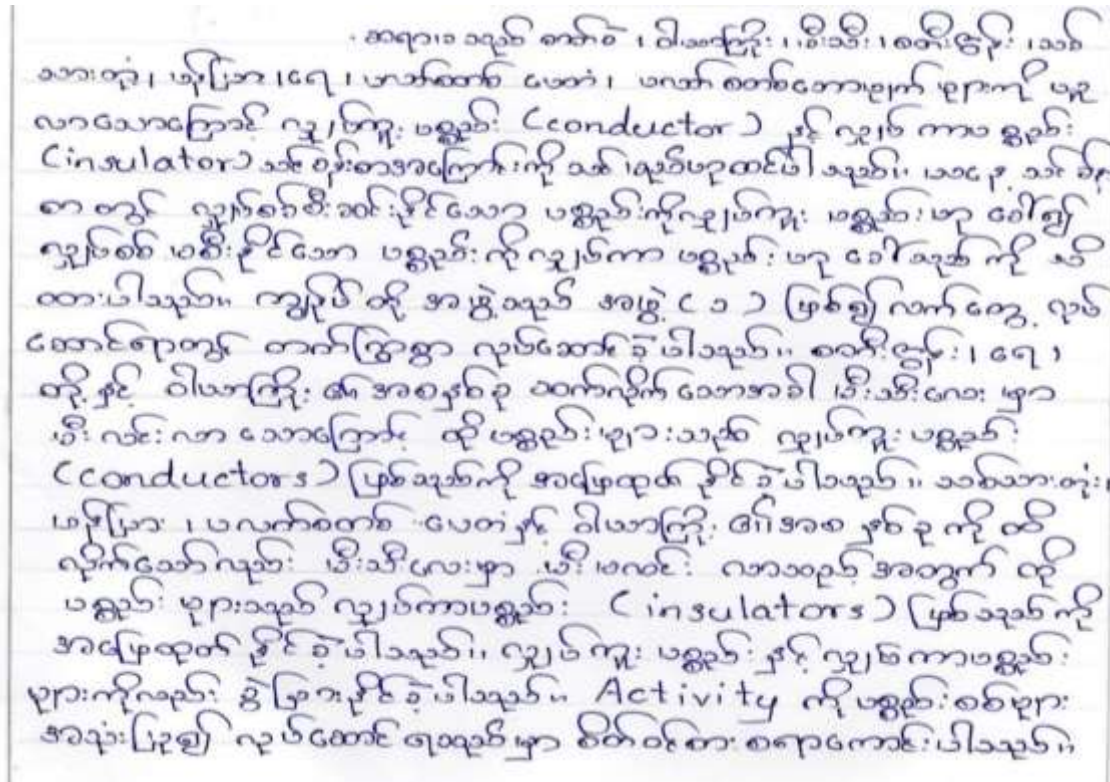 ဆရာမသည် ဓာတ်ခဲ ၊ ဝါယာကြိုး ၊ မီးသီး ၊ စတီးဇွန်း ၊ သစ်
သားတုံး ၊ မှန်ပြား ၊ ရေ ၊ ပလတ်စတစ် ပေတံ ၊ ပလတ် စတစ်ဘောဖျက် များကို ယူ
လာသောကြောင့် လျှပ်ကူး ပစ္စည်း (conductor) နှင့် လျှပ် ကာပ စ္စည်း
(insulator) သင်ခန်းစာအကြောင်းကို သင် မည်ဟုထင်ပါ သည်။ ယနေ့ သင်ခန်း
စာ တွင် လျှပ်စစ်စီးဆင်းနိုင်သော ပစ္စည်းကိုလျှပ်ကူး ပစ္စည်း ဟု ခေါ်၍
လျှပ်စစ် မစီးနိုင်သော ပစ္စည်း ကိုလျှပ်ကာ ပစ္စည်း ဟု ခေါ်သည် ကို သိ
ထားပါသည်။ ကျွန်ုပ် တို့ အဖွဲ့သည် အဖွဲ့ (၁) ဖြစ်၍ လက်တွေ့ လုပ်
ဆောင်ရာတွင် တက်ကြွစွာ လုပ်ဆောင် ခဲ့ပါသည်။ စတီးဇွန်း ၊ ရေ ၊
တို့ နှင့် ဝါယာကြိုး ၏ အစနှစ်ခု ဆက်လိုက် သောအခါ မီးသီးလေး မှာ
မီး လင်း လာ သောကြောင့် ထိုပစ္စည်း များသည် လျှပ်ကူး ပစ္စည်း
(conductors) ဖြစ်သည်ကို အဖြေထုတ် နိုင် ခဲ့ပါသည်။ သစ်သားတုံး ၊
မှန်ပြား ၊ ပလက်စတစ် ပေတံနှင့် ဝါယာကြိုး ၏အစ နှစ် ခု ကို ထိ
လိုက်သော်လည်း မီးသီးလေးမှာ မီး မလင်း လာသည့် အတွက် ထို
ပစ္စည်း များသည် လျှပ်ကာပစ္စည်း (insulators) ဖြစ်သည်ကို
အဖြေထုတ် နိုင်ခဲ့ပါသည်။ လျှပ်ကူး ပစ္စည်း နှင့် လျှပ်ကာပစ္စည်း
များကိုလည်း ခွဲခြားနိုင်ခဲ့ပါသည်။ Activity ကို ပစ္စည်း စစ်များ
အသုံးပြု၍ လုပ်ဆောင် ရသည်မှာ စိတ်ဝင်စား စရာကောင်းပါသည်။